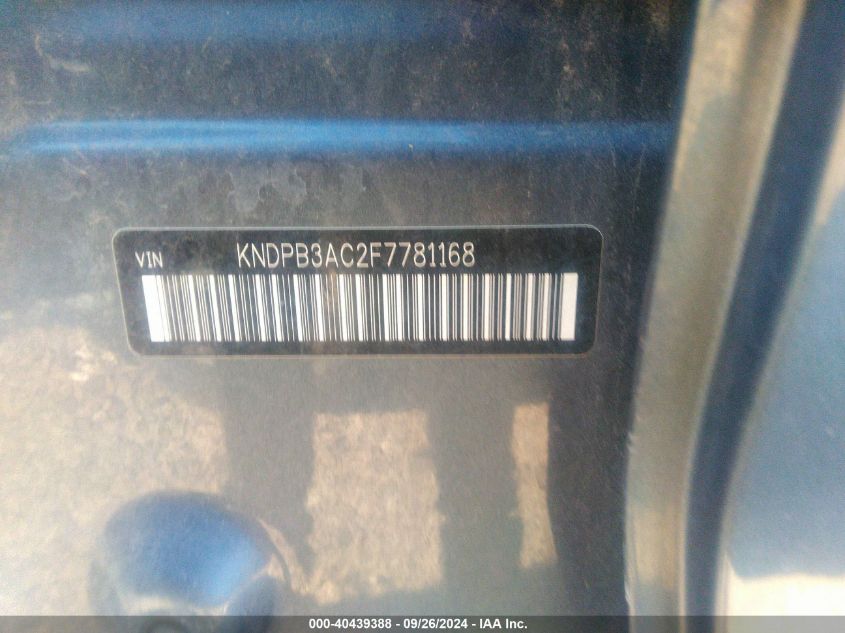 VIN KNDPB3AC2F7781168
000-40439388 - 09/26/2024 - IAA Inc.